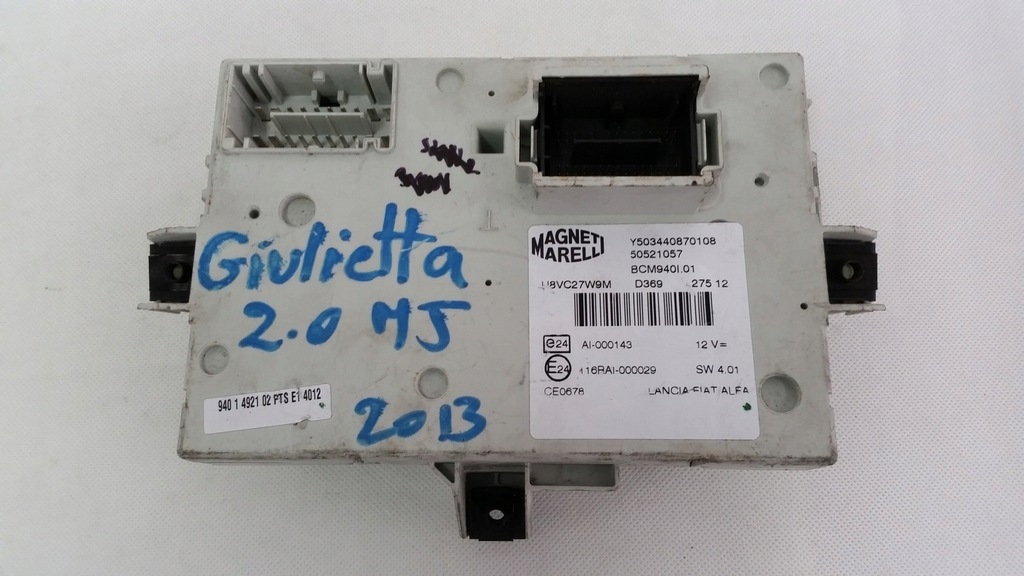 Giulietta
2.0 MJ
2013
940 1 4921 02 PTS E1 4012
MAGNETI
MARELLI
Y503440870108
50521057
BCM940I.01
U8VC27W9M D369 275 12
e24 AI-000143 12 V=
E24 116RAI-000029 SW 4.01
CE0678 LANCIA FIAT ALFA